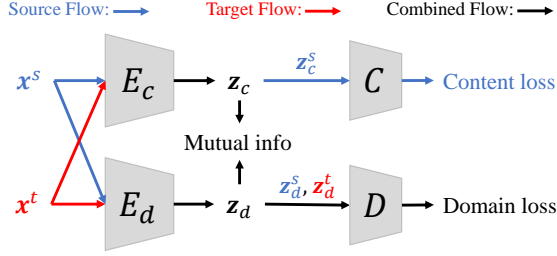 Source Flow: Target Flow: Combined Flow:
x^s E_c z_c z_c^s C Content loss
Mutual info
x^t E_d z_d z_d^s, z_d^t D Domain loss